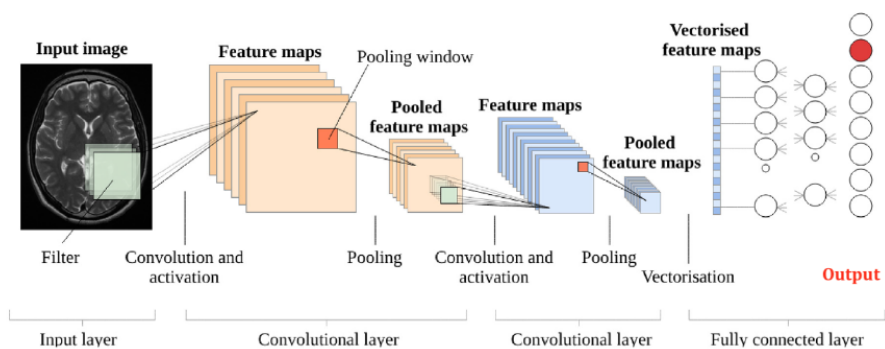 Input image
Feature maps
Pooling window
Pooled
feature maps
Feature maps
Pooled
feature maps
Vectorised
feature maps
Filter
Convolution and
activation
Pooling
Convolution and
activation
Pooling
Vectorisation
Output
Input layer
Convolutional layer
Convolutional layer
Fully connected layer